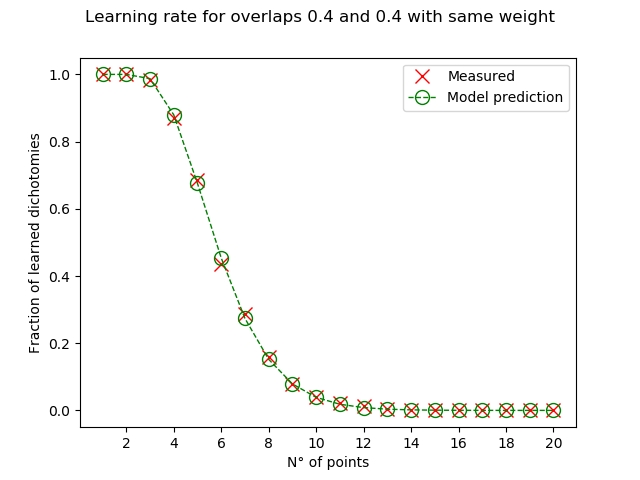 Learning rate for overlaps 0.4 and 0.4 with same weight
Measured
Model prediction
Fraction of learned dichotomies
1.0
0.8
0.6
0.4
0.2
0.0
2 4 6 8 10 12 14 16 18 20
N° of points